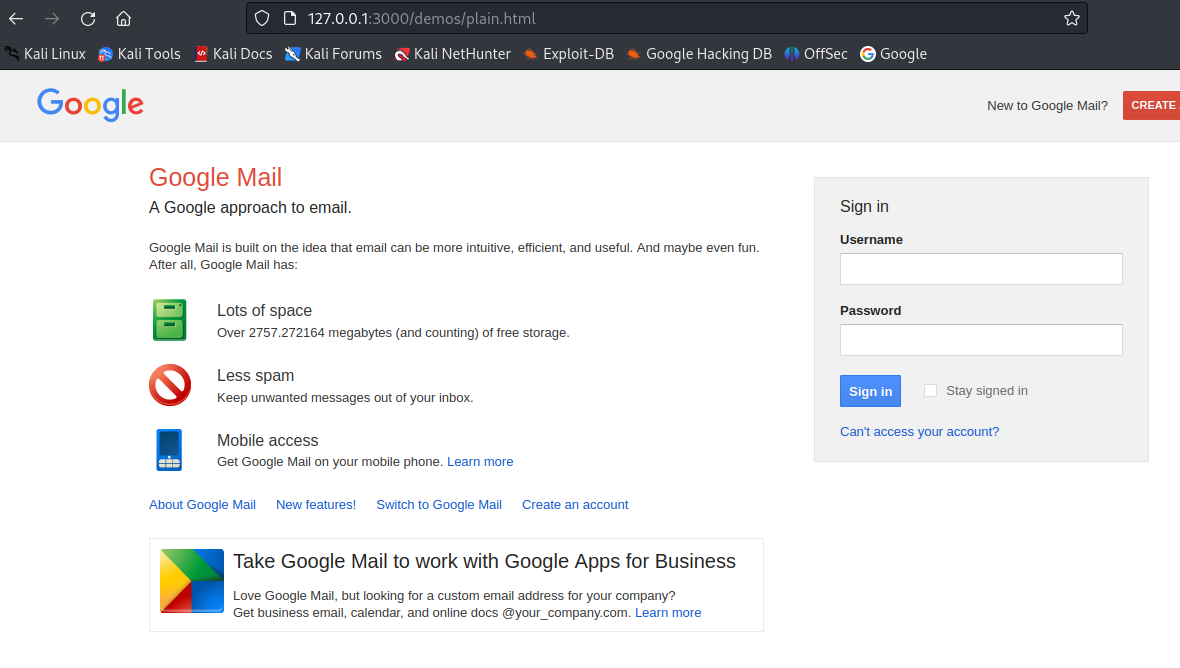 127.0.0.1:3000/demos/plain.html
Kali Linux Kali Tools Kali Docs Kali Forums Kali NetHunter Exploit-DB Google Hacking DB OffSec Google
Google New to Google Mail? CREATE
Google Mail
A Google approach to email.
Google Mail is built on the idea that email can be more intuitive, efficient, and useful. And maybe even fun.
After all, Google Mail has:
Lots of space
Over 2757.272164 megabytes (and counting) of free storage.
Less spam
Keep unwanted messages out of your inbox.
Mobile access
Get Google Mail on your mobile phone. Learn more
About Google Mail New features! Switch to Google Mail Create an account
Take Google Mail to work with Google Apps for Business
Love Google Mail, but looking for a custom email address for your company?
Get business email, calendar, and online docs @your_company.com. Learn more
Sign in
Username
Password
Sign in Stay signed in
Can't access your account?